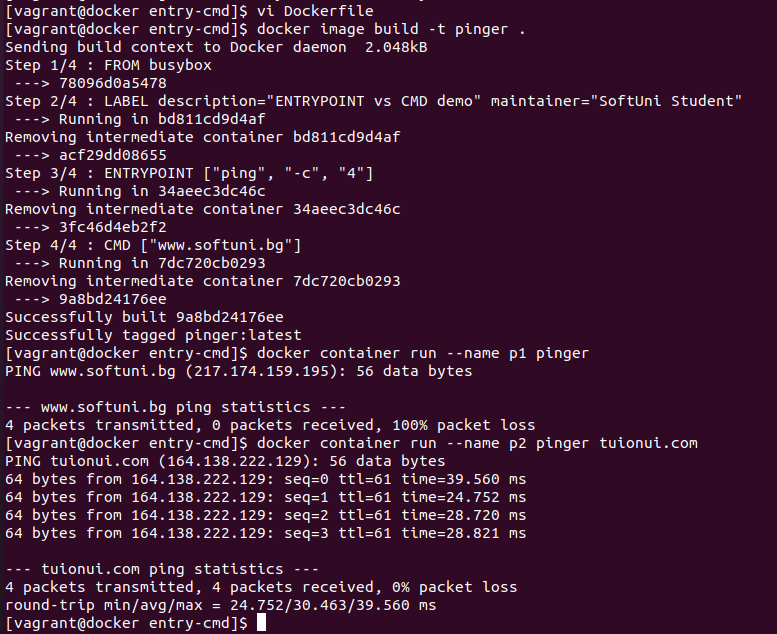 [vagrant@docker entry-cmd]$ vi Dockerfile
[vagrant@docker entry-cmd]$ docker image build -t pinger .
Sending build context to Docker daemon  2.048kB
Step 1/4 : FROM busybox
 ---> 78096d0a5478
Step 2/4 : LABEL description="ENTRYPOINT vs CMD demo" maintainer="SoftUni Student"
 ---> Running in bd811cd9d4af
Removing intermediate container bd811cd9d4af
 ---> acf29dd08655
Step 3/4 : ENTRYPOINT ["ping", "-c", "4"]
 ---> Running in 34aeec3dc46c
Removing intermediate container 34aeec3dc46c
 ---> 3fc46d4eb2f2
Step 4/4 : CMD ["www.softuni.bg"]
 ---> Running in 7dc720cb0293
Removing intermediate container 7dc720cb0293
 ---> 9a8bd24176ee
Successfully built 9a8bd24176ee
Successfully tagged pinger:latest
[vagrant@docker entry-cmd]$ docker container run --name p1 pinger
PING www.softuni.bg (217.174.159.195): 56 data bytes

--- www.softuni.bg ping statistics ---
4 packets transmitted, 0 packets received, 100% packet loss
[vagrant@docker entry-cmd]$ docker container run --name p2 pinger tuionui.com
PING tuionui.com (164.138.222.129): 56 data bytes
64 bytes from 164.138.222.129: seq=0 ttl=61 time=39.560 ms
64 bytes from 164.138.222.129: seq=1 ttl=61 time=24.752 ms
64 bytes from 164.138.222.129: seq=2 ttl=61 time=28.720 ms
64 bytes from 164.138.222.129: seq=3 ttl=61 time=28.821 ms

--- tuionui.com ping statistics ---
4 packets transmitted, 4 packets received, 0% packet loss
round-trip min/avg/max = 24.752/30.463/39.560 ms
[vagrant@docker entry-cmd]$